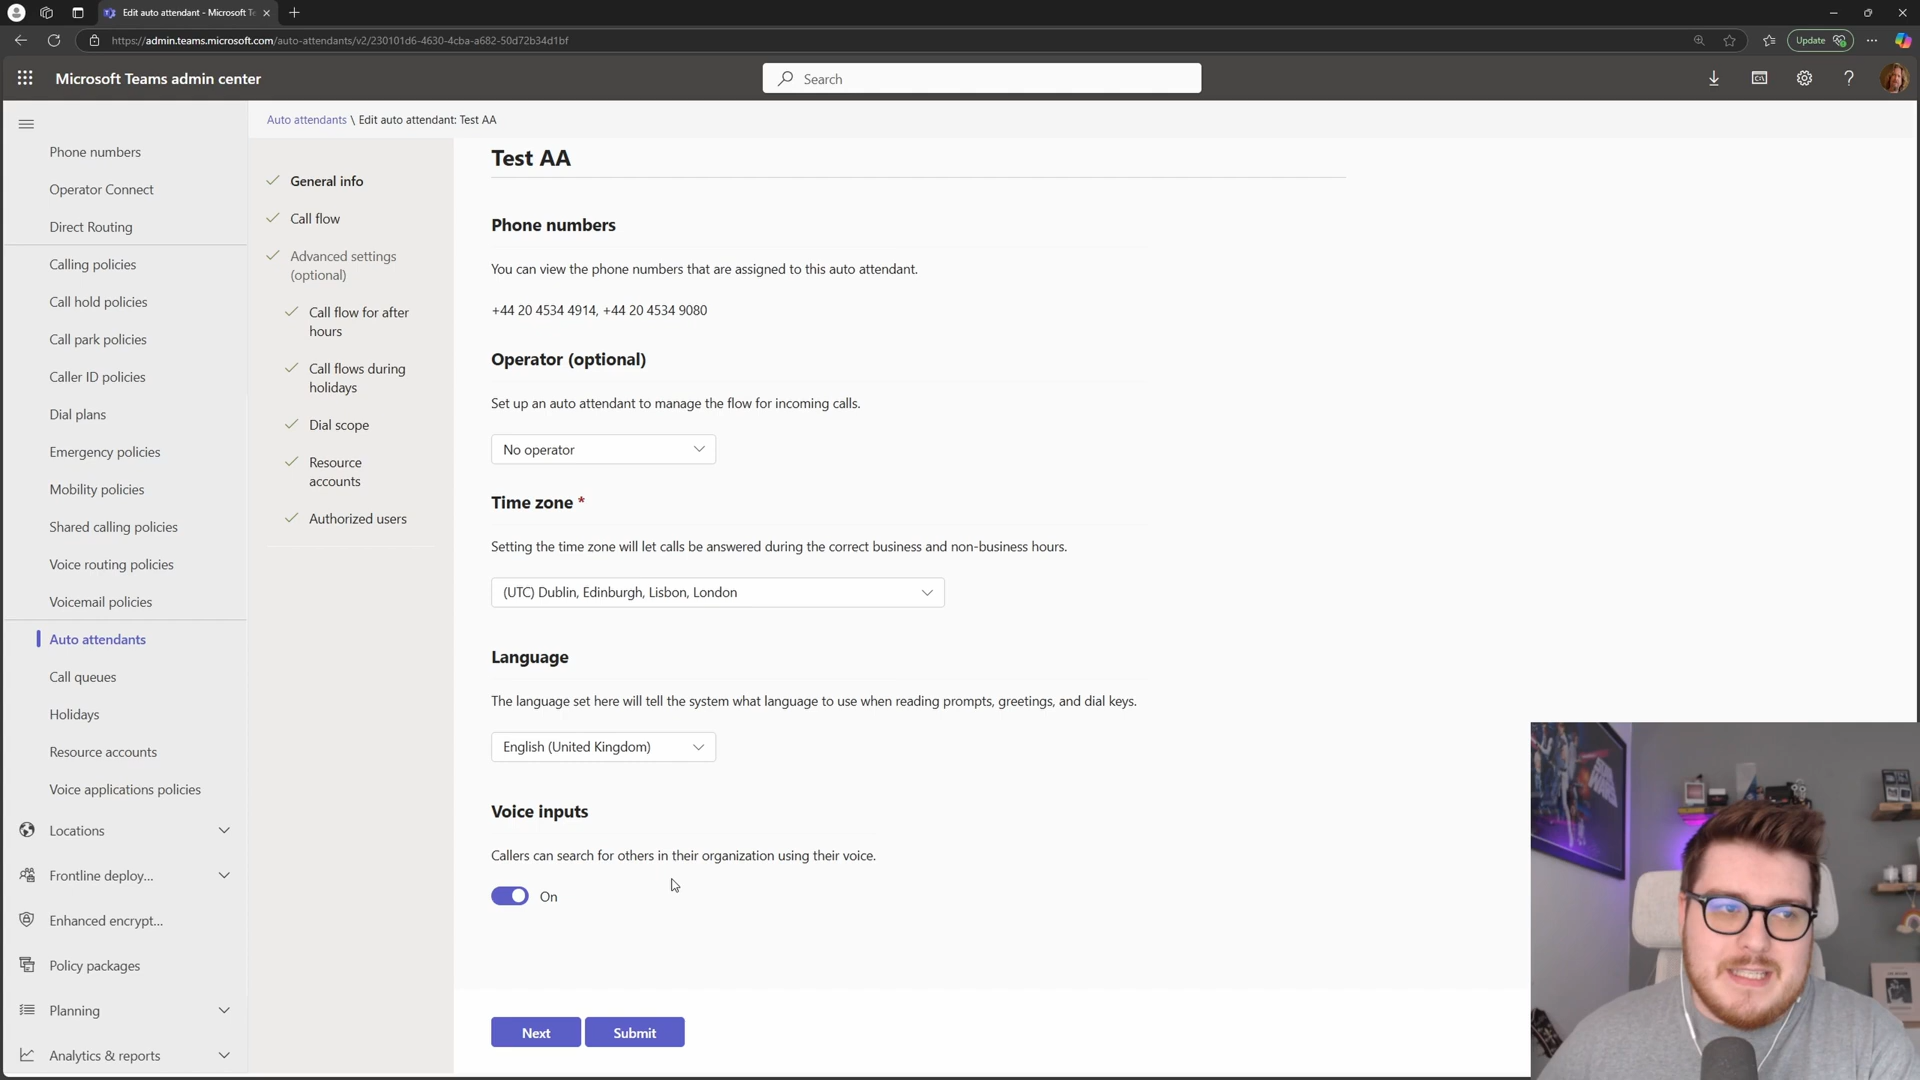 Edit auto attendant - Microsoft Te
https://admin.teams.microsoft.com/auto-attendants/v2/230101d6-4630-4cba-a682-50d72b34d1bf
Update
Microsoft Teams admin center
Search
Phone numbers
Operator Connect
Direct Routing
Calling policies
Call hold policies
Call park policies
Caller ID policies
Dial plans
Emergency policies
Mobility policies
Shared calling policies
Voice routing policies
Voicemail policies
Auto attendants
Call queues
Holidays
Resource accounts
Voice applications policies
Locations
Frontline deploy...
Enhanced encrypt...
Policy packages
Planning
Analytics & reports
Auto attendants \ Edit auto attendant: Test AA
General info
Call flow
Advanced settings
(optional)
Call flow for after
hours
Call flows during
holidays
Dial scope
Resource
accounts
Authorized users
Test AA
Phone numbers
You can view the phone numbers that are assigned to this auto attendant.
+44 20 4534 4914, +44 20 4534 9080
Operator (optional)
Set up an auto attendant to manage the flow for incoming calls.
No operator
Time zone *
Setting the time zone will let calls be answered during the correct business and non-business hours.
(UTC) Dublin, Edinburgh, Lisbon, London
Language
The language set here will tell the system what language to use when reading prompts, greetings, and dial keys.
English (United Kingdom)
Voice inputs
Callers can search for others in their organization using their voice.
On
Next
Submit